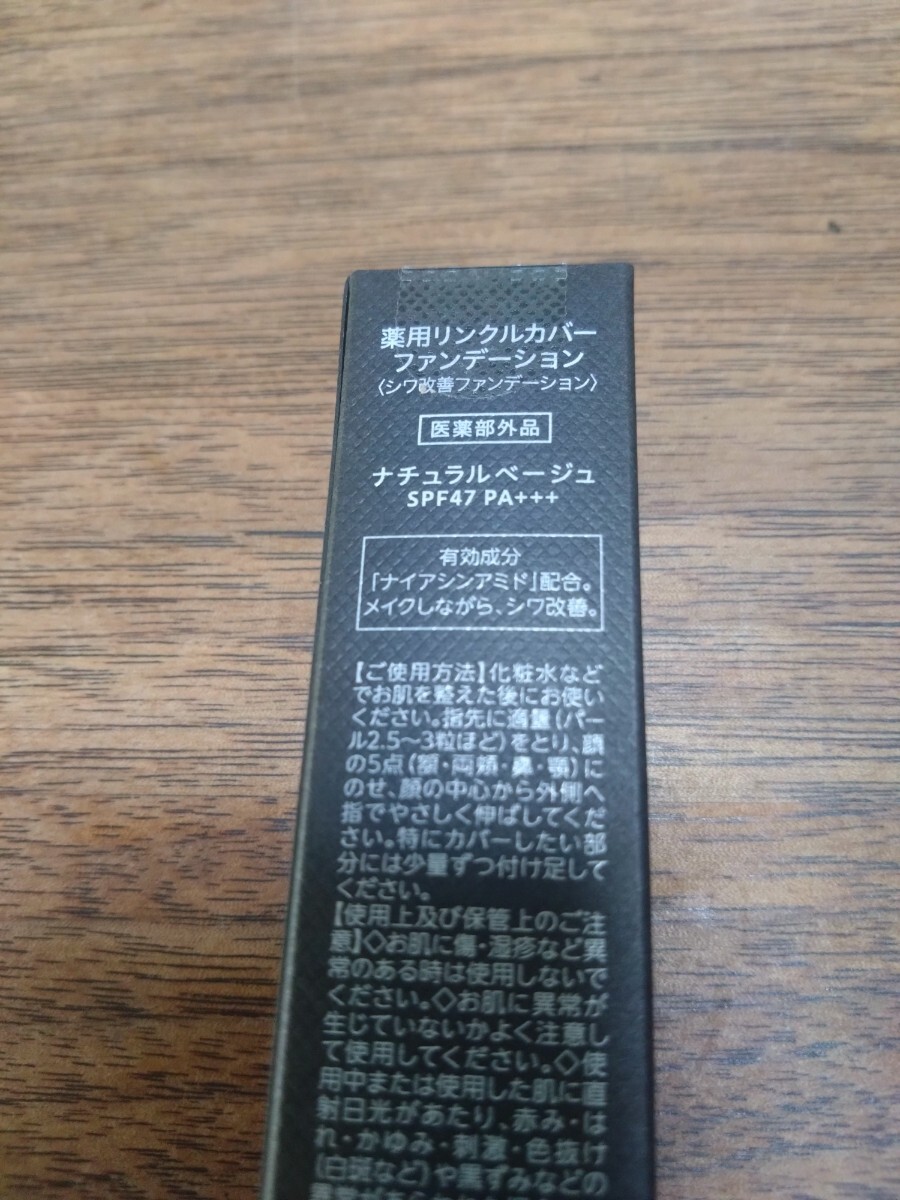 薬用リンクルカバー
ファンデーション
〈シワ改善ファンデーション〉
医薬部外品
ナチュラルベージュ
SPF47 PA+++
有効成分
「ナイアシンアミド」配合。
メイクしながら、シワ改善。
【ご使用方法】化粧水など
でお肌を整えた後にお使い
ください。指先に適量(パー
ル2.5〜3粒ほど)をとり、顔
の5点(額・両頬・鼻・顎)に
のせ、顔の中心から外側へ
指でやさしく伸ばしてくだ
さい。特にカバーしたい部
分には少量ずつ付け足して
ください。
【使用上及び保管上のご注
意】◇お肌に傷・湿疹など異
常のある時は使用しないで
ください。◇お肌に異常が
生じていないかよく注意し
て使用してください。◇使
用中または使用した肌に直
射日光があたり、赤み・は
れ・かゆみ・刺激・色抜け
(白斑など)や黒ずみなどの